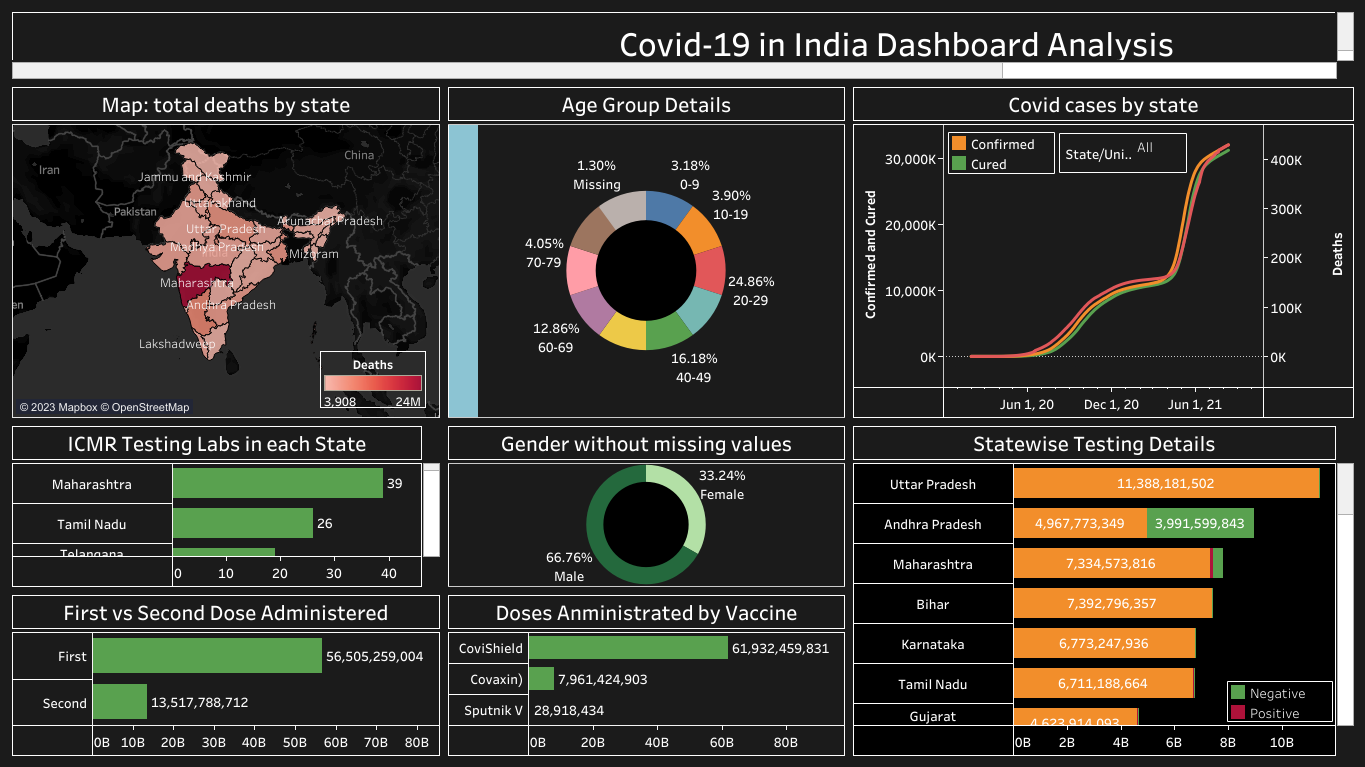 Covid-19 in India Dashboard Analysis
Map: total deaths by state
Iran
China
Jammu and Kashmir
Pakistan
Uttarakhand
Arunachal Pradesh
Uttar Pradesh
Madhya Pradesh
Mizoram
Maharashtra
Andhra Pradesh
Lakshadweep
Deaths
3,908 24M
© 2023 Mapbox © OpenStreetMap
Age Group Details
1.30%
Missing
3.18%
0-9
3.90%
10-19
4.05%
70-79
24.86%
20-29
12.86%
60-69
16.18%
40-49
Covid cases by state
Confirmed
Cured
State/Uni..
All
Confirmed and Cured
30,000K
20,000K
10,000K
0K
400K
300K
200K
100K
0K
Deaths
Jun 1, 20 Dec 1, 20 Jun 1, 21
ICMR Testing Labs in each State
Maharashtra 39
Tamil Nadu 26
Telangana
0 10 20 30 40
Gender without missing values
33.24%
Female
66.76%
Male
Statewise Testing Details
Uttar Pradesh 11,388,181,502
Andhra Pradesh 4,967,773,349 3,991,599,843
Maharashtra 7,334,573,816
Bihar 7,392,796,357
Karnataka 6,773,247,936
Tamil Nadu 6,711,188,664
Gujarat 4,623,914,093
Negative
Positive
0B 2B 4B 6B 8B 10B
First vs Second Dose Administered
First 56,505,259,004
Second 13,517,788,712
0B 10B 20B 30B 40B 50B 60B 70B 80B
Doses Anministrated by Vaccine
CoviShield 61,932,459,831
Covaxin) 7,961,424,903
Sputnik V 28,918,434
0B 20B 40B 60B 80B